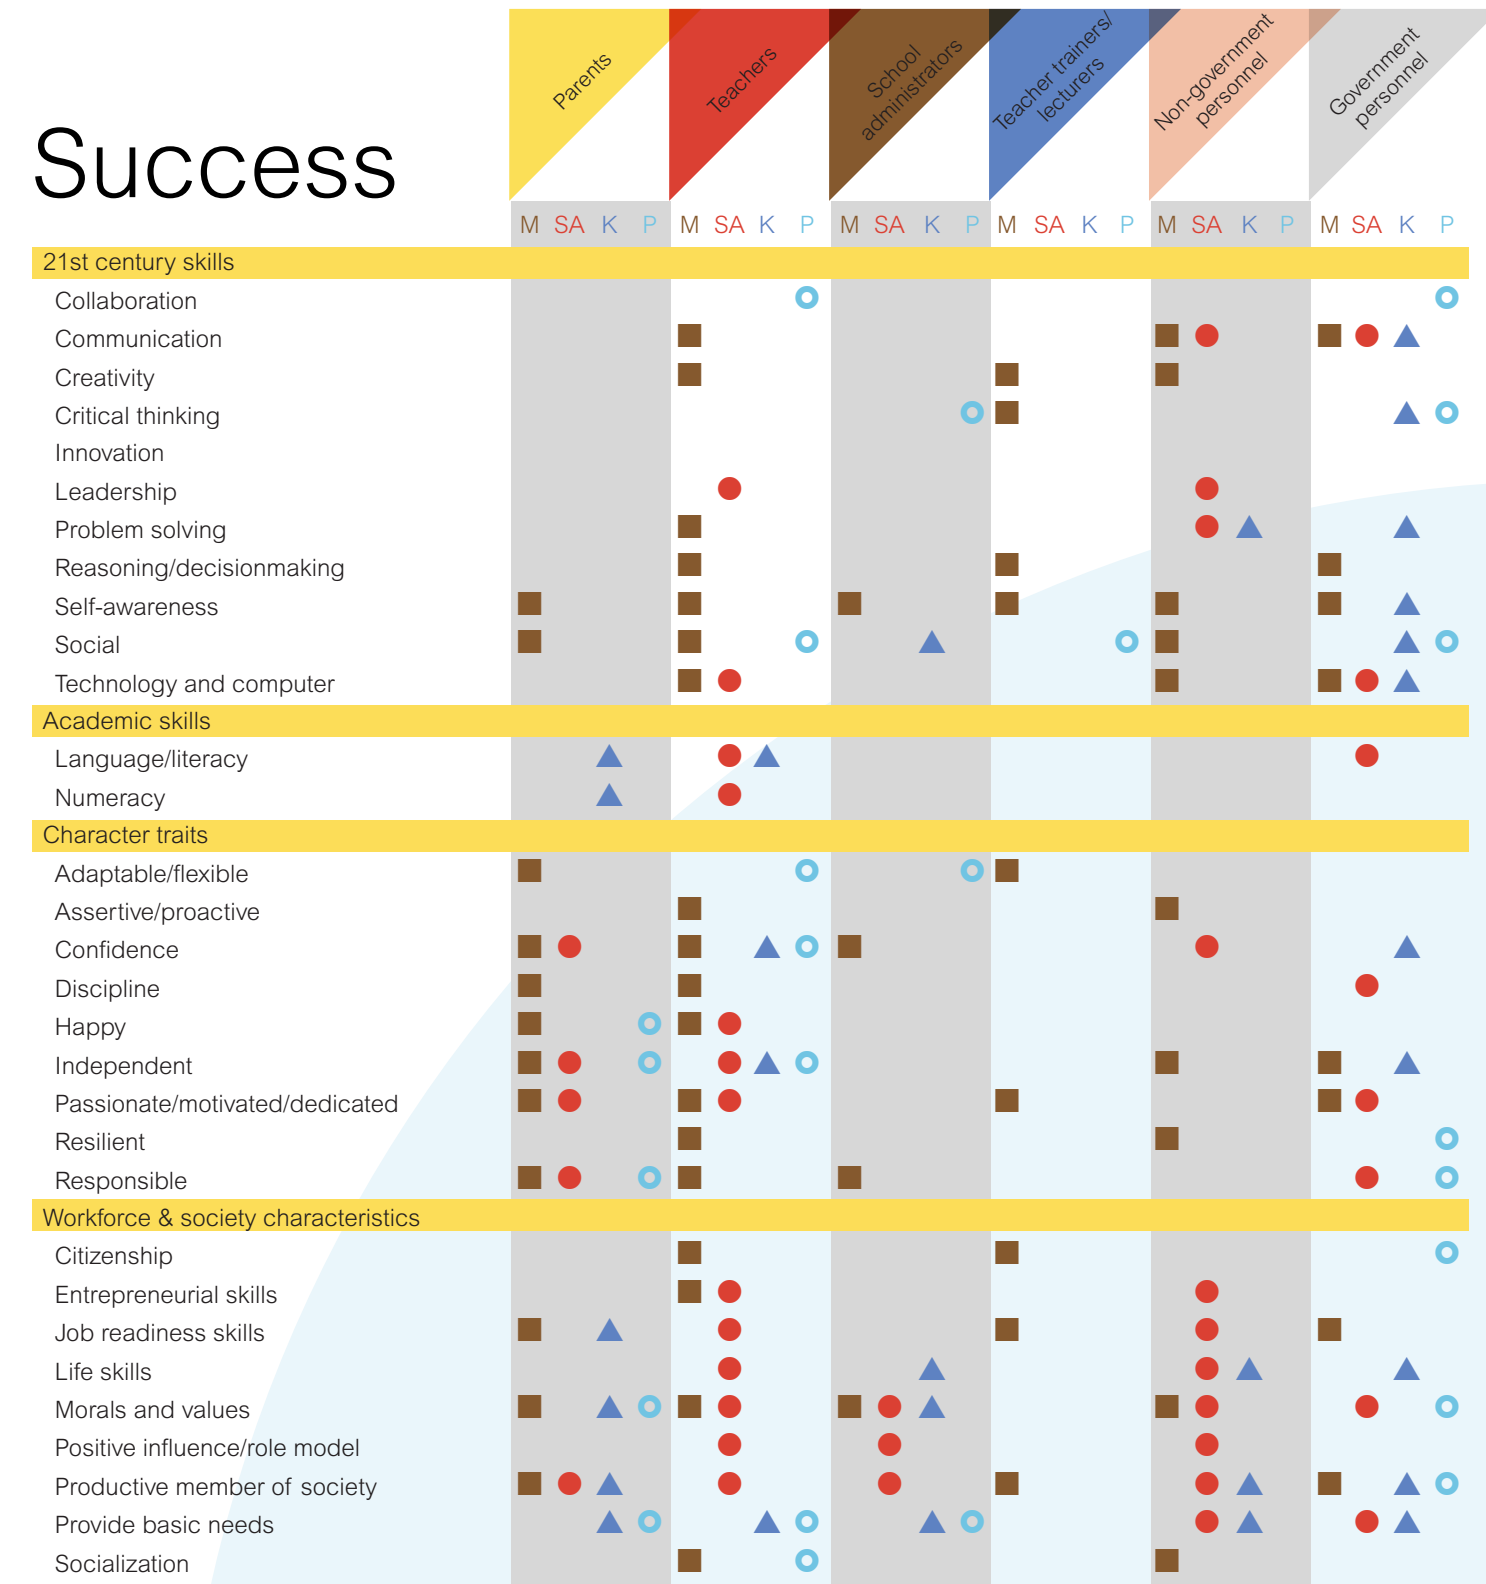 Success
Parents
Teachers
School
administrators
Teacher trainers/
lecturers
Non-government
personnel
Government
personnel
M SA K P M SA K P M SA K P M SA K P M SA K P M SA K P
21st century skills
Collaboration
Communication
Creativity
Critical thinking
Innovation
Leadership
Problem solving
Reasoning/decisionmaking
Self-awareness
Social
Technology and computer
Academic skills
Language/literacy
Numeracy
Character traits
Adaptable/flexible
Assertive/proactive
Confidence
Discipline
Happy
Independent
Passionate/motivated/dedicated
Resilient
Responsible
Workforce & society characteristics
Citizenship
Entrepreneurial skills
Job readiness skills
Life skills
Morals and values
Positive influence/role model
Productive member of society
Provide basic needs
Socialization